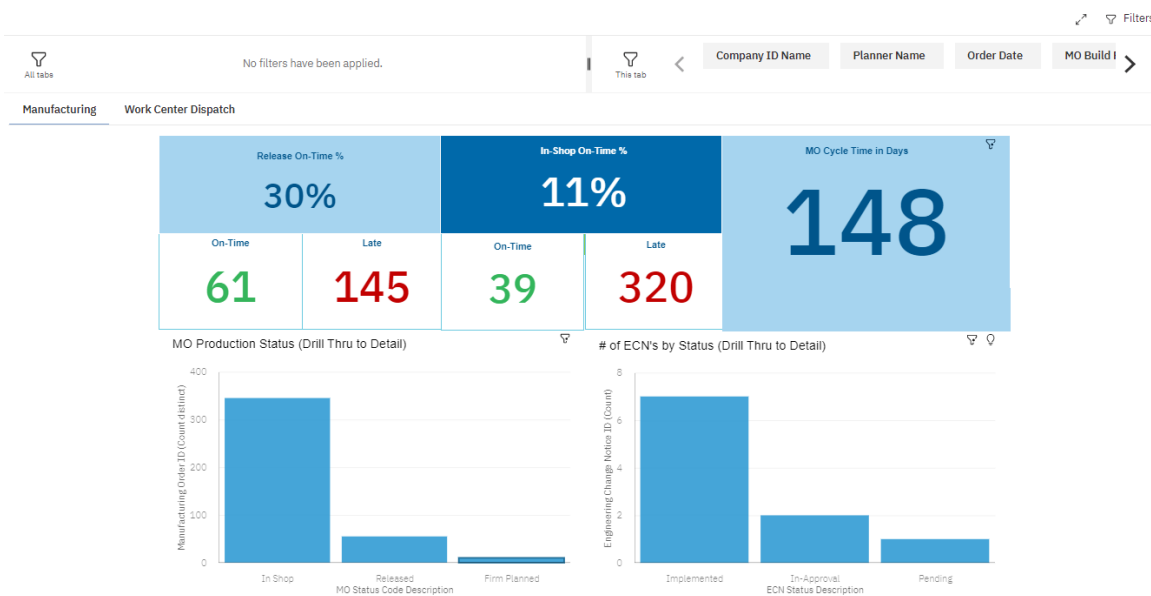 Filters
All tabs
No filters have been applied.
This tab
Company ID Name
Planner Name
Order Date
MO Build
Manufacturing
Work Center Dispatch
Release On-Time %
30%
In-Shop On-Time %
11%
MO Cycle Time in Days
148
On-Time
61
Late
145
On-Time
39
Late
320
MO Production Status (Drill Thru to Detail)
400
300
200
100
0
Manufacturing Order ID (Count distinct)
In Shop
Released
Firm Planned
MO Status Code Description
# of ECN's by Status (Drill Thru to Detail)
8
6
4
2
0
Engineering Change Notice ID (Count)
Implemented
In-Approval
Pending
ECN Status Description